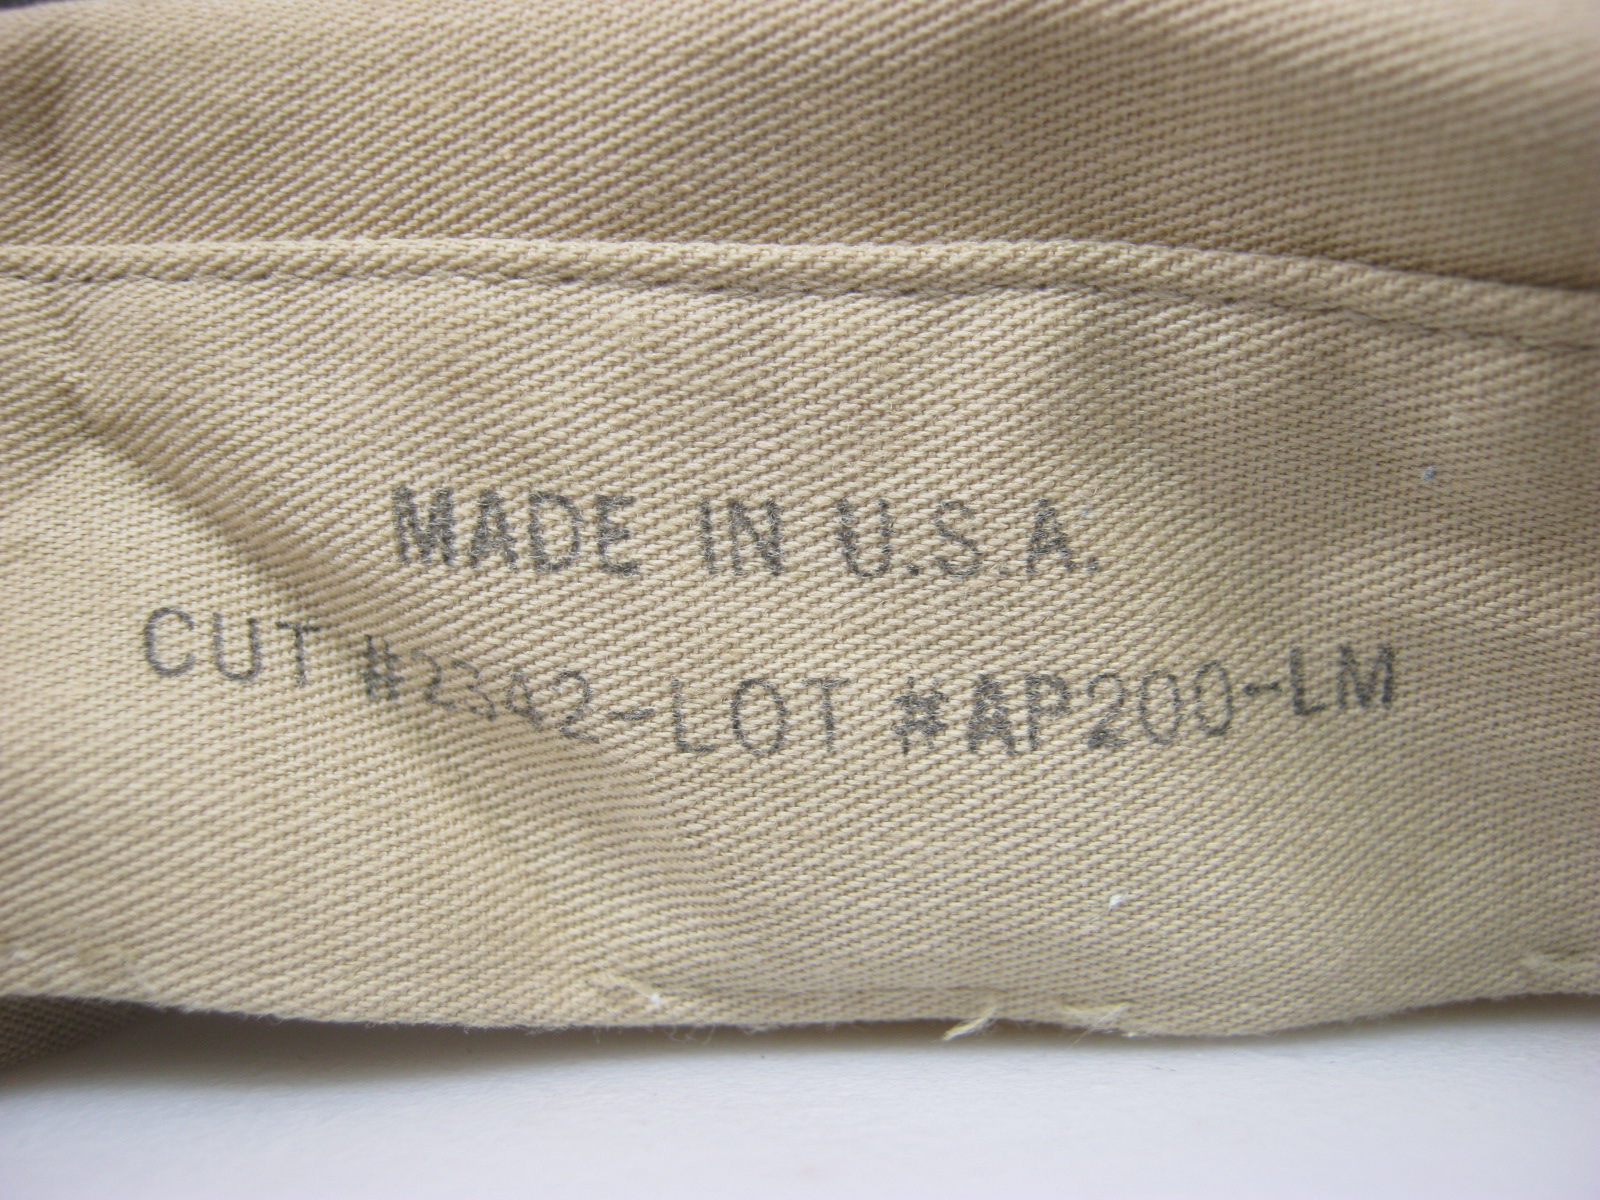 MADE IN U.S.A.
CUT #2342-LOT #AP200-LM